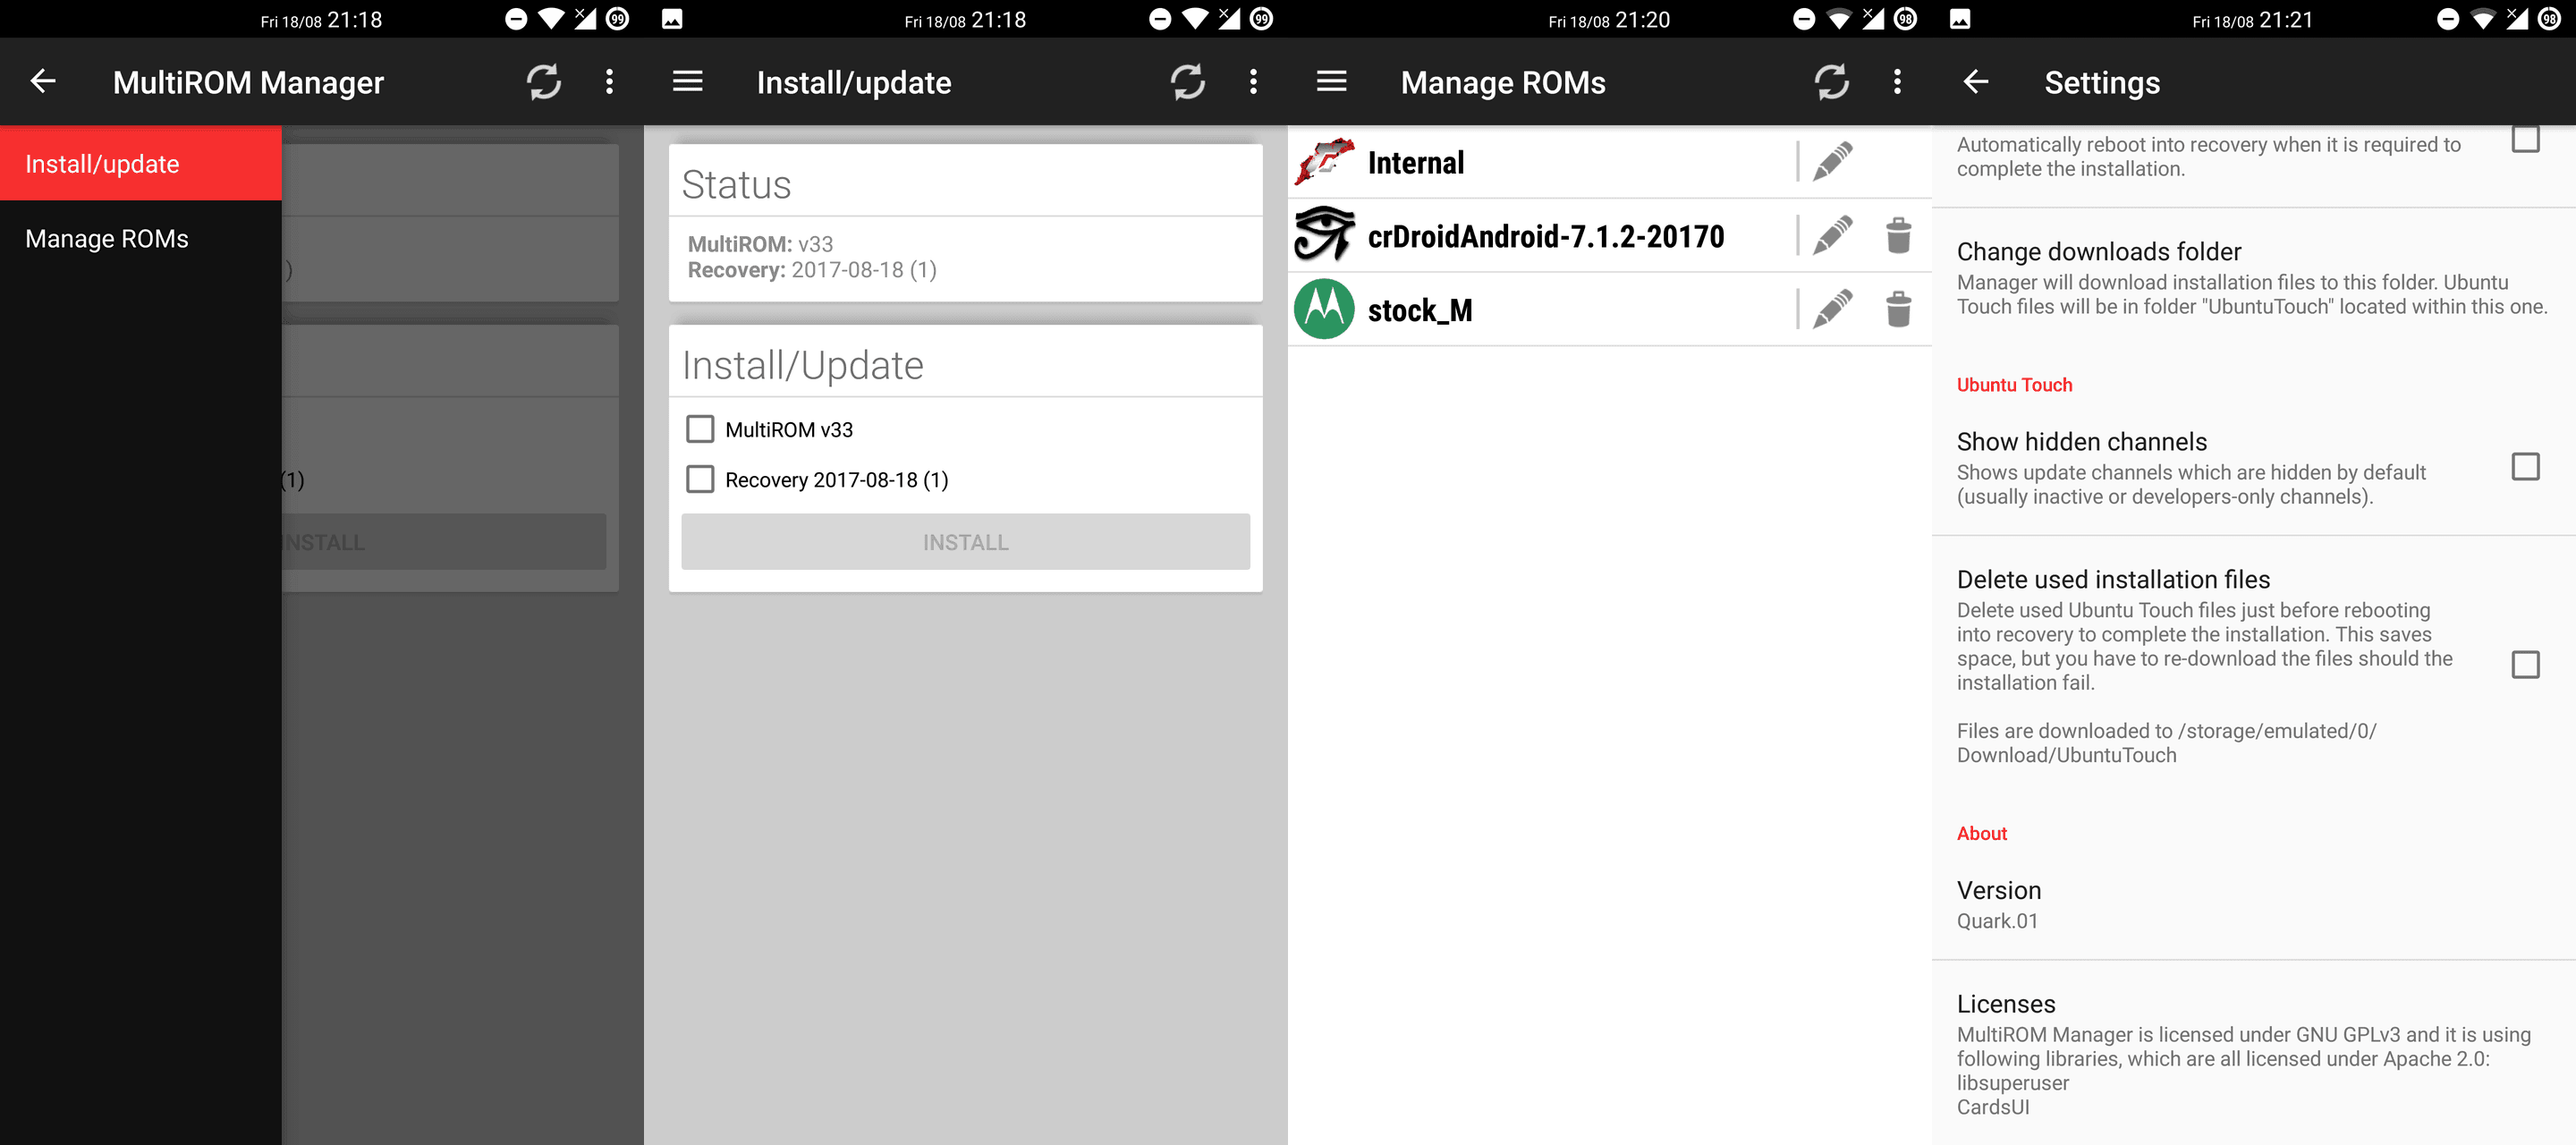 Fri 18/08 21:18
99
MultiROM Manager
Install/update
Manage ROMs
)
(1)
INSTALL
Fri 18/08 21:18
99
Install/update
Status
MultiROM: v33
Recovery: 2017-08-18 (1)
Install/Update
MultiROM v33
Recovery 2017-08-18 (1)
INSTALL
Fri 18/08 21:20
98
Manage ROMs
Internal
crDroidAndroid-7.1.2-20170
stock_M
Fri 18/08 21:21
98
Settings
Automatically reboot into recovery when it is required to
complete the installation.
Change downloads folder
Manager will download installation files to this folder. Ubuntu
Touch files will be in folder "UbuntuTouch" located within this one.
Ubuntu Touch
Show hidden channels
Shows update channels which are hidden by default
(usually inactive or developers-only channels).
Delete used installation files
Delete used Ubuntu Touch files just before rebooting
into recovery to complete the installation. This saves
space, but you have to re-download the files should the
installation fail.
Files are downloaded to /storage/emulated/0/
Download/UbuntuTouch
About
Version
Quark.01
Licenses
MultiROM Manager is licensed under GNU GPLv3 and it is using
following libraries, which are all licensed under Apache 2.0:
libsuperuser
CardsUI